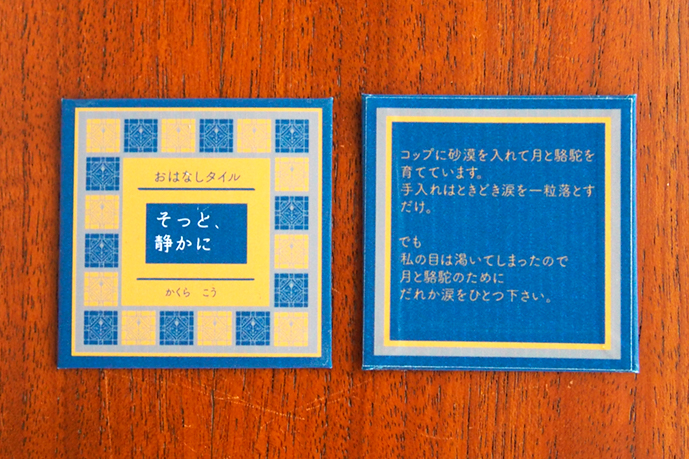 おはなしタイル
そっと、
静かに
かくら こう
コップに砂漠を入れて月と駱駝を
育てています。
手入れはときどき涙を一粒落とす
だけ。
でも
私の目は渇いてしまったので
月と駱駝のために
だれか涙をひとつ下さい。